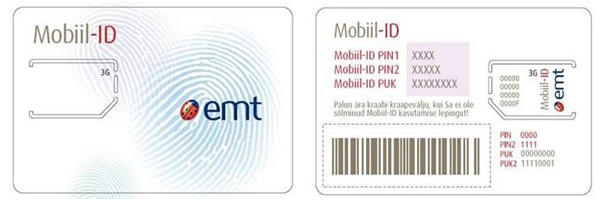 Mobiil-ID
3G
emt
Mobiil-ID
Mobiil-ID PIN1 XXXX
Mobiil-ID PIN2 XXXXX
Mobiil-ID PUK XXXXXXXX
Palun ära kraabi kraapevälju, kui Sa ei ole
sõlminud Mobiil-ID kasutamise lepingut!
3G
00000
00000
00000
0000F
Mobiil-ID
emt
PIN 0000
PIN2 1111
PUK 00000000
PUK2 11110001